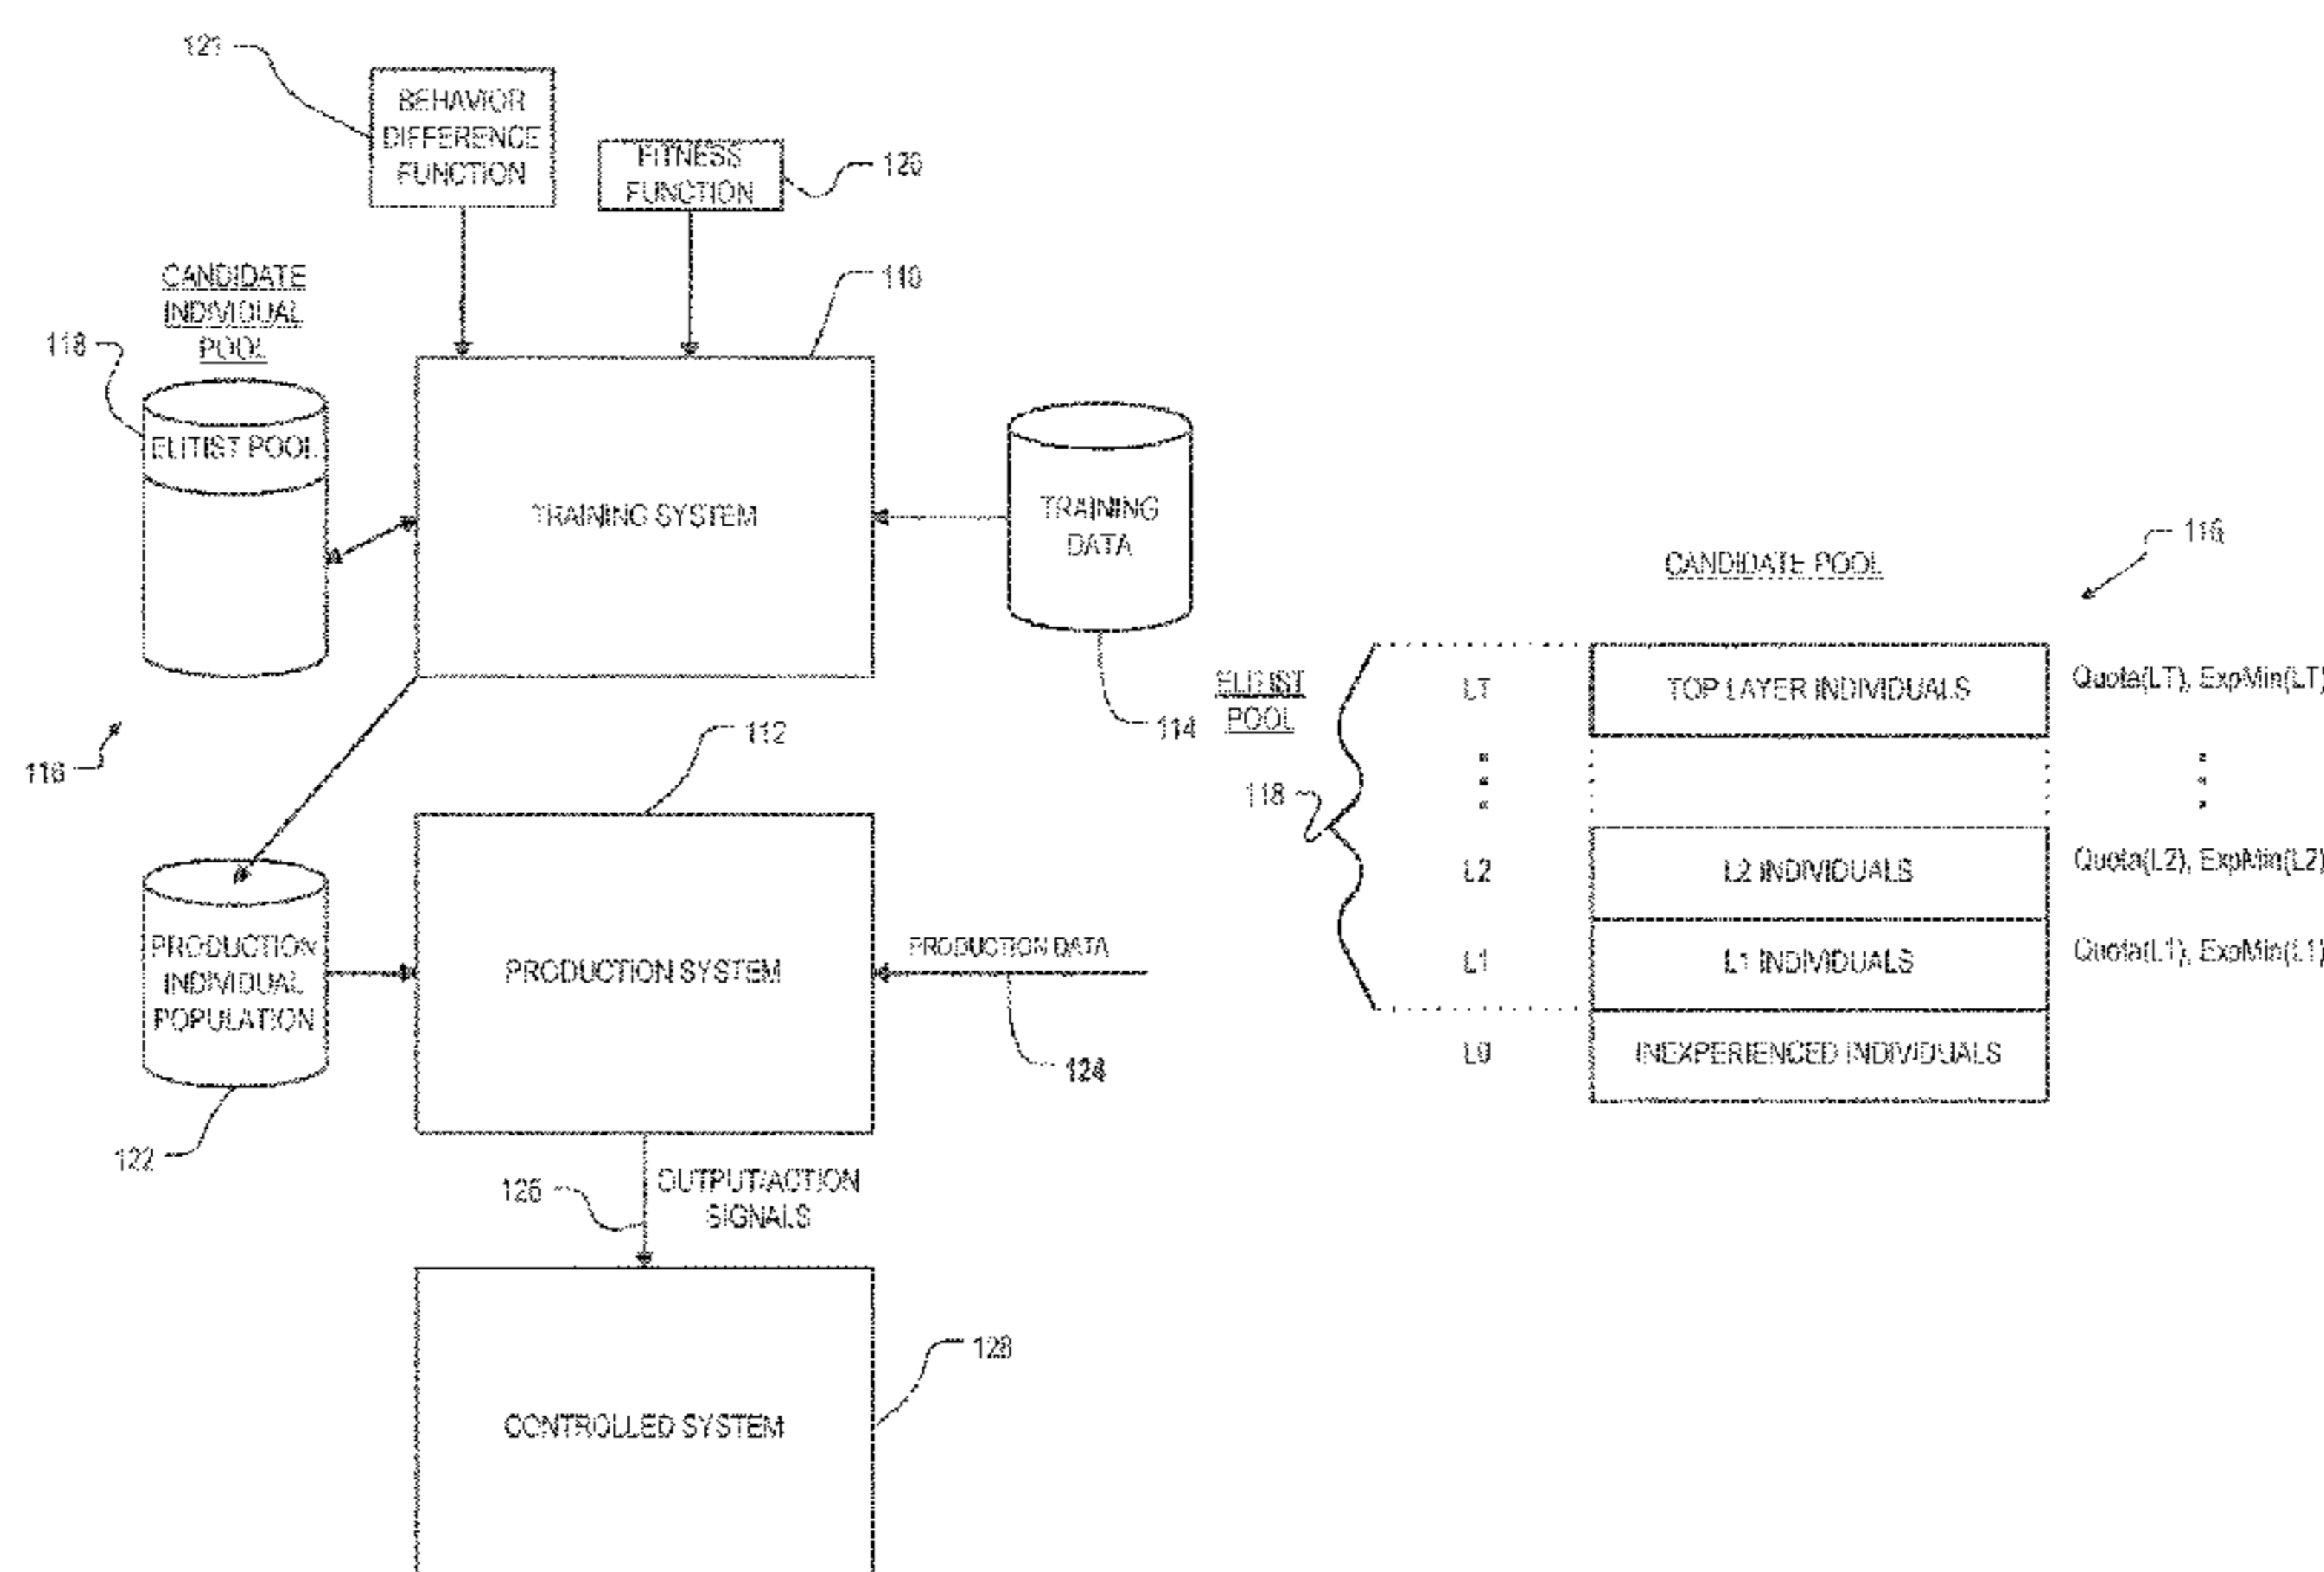 121
BEHAVIOR
DIFFERENCE
FUNCTION
FITNESS
FUNCTION
120
110
CANDIDATE
INDIVIDUAL
POOL
118
ELITIST POOL
TRAINING SYSTEM
TRAINING
DATA
114
116
112
PRODUCTION
INDIVIDUAL
POPULATION
122
PRODUCTION SYSTEM
PRODUCTION DATA
124
126
OUTPUT/ACTION
SIGNALS
128
CONTROLLED SYSTEM
CANDIDATE POOL
116
ELITIST
POOL
118
LT
TOP LAYER INDIVIDUALS
Quota(LT), ExpMin(LT)
L2
L2 INDIVIDUALS
Quota(L2), ExpMin(L2)
L1
L1 INDIVIDUALS
Quota(L1), ExpMin(L1)
L0
INEXPERIENCED INDIVIDUALS